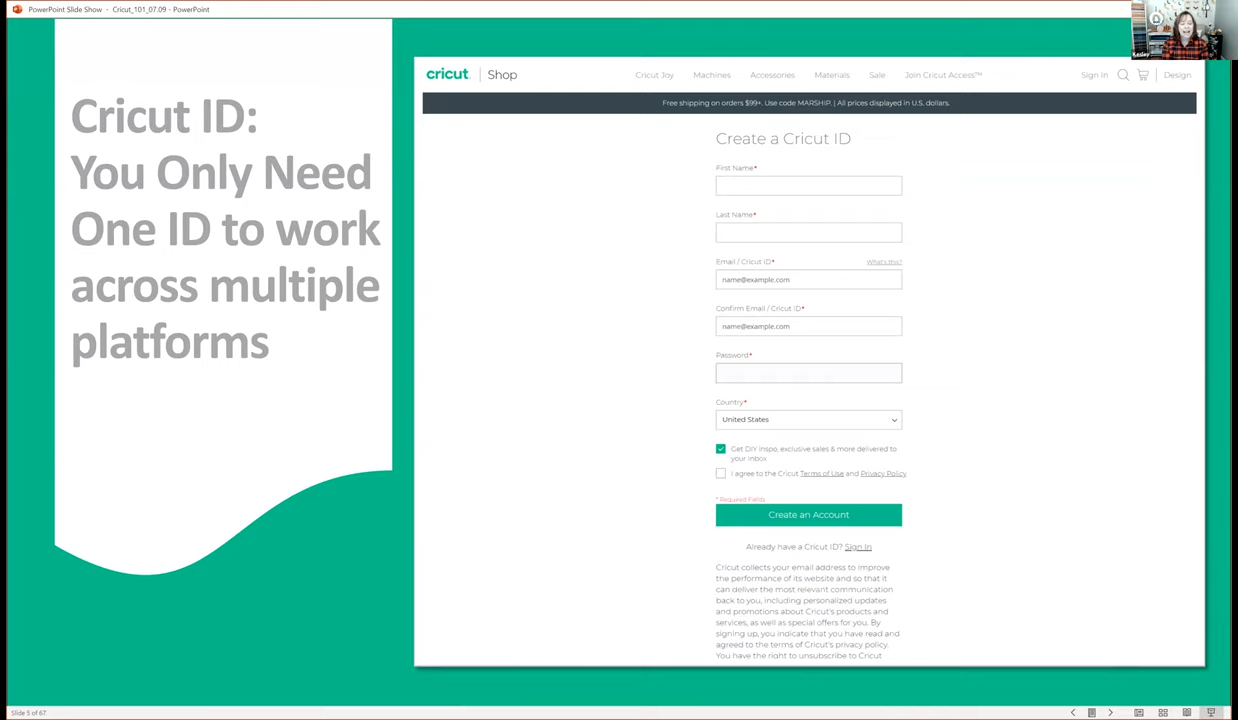 PowerPoint Slide Show - Cricut_101_07.09 - PowerPoint
Kesley
Cricut ID:
You Only Need
One ID to work
across multiple
platforms
cricut Shop
Cricut Joy Machines Accessories Materials Sale Join Cricut Access™
Sign In Design
Free shipping on orders $99+. Use code MARSHIP. | All prices displayed in U.S. dollars.
Create a Cricut ID
First Name*
Last Name*
Email / Cricut ID* What's this?
name@example.com
Confirm Email / Cricut ID*
name@example.com
Password*
Country*
United States
Get DIY inspo, exclusive sales & more delivered to
your inbox
I agree to the Cricut Terms of Use and Privacy Policy
* Required Fields
Create an Account
Already have a Cricut ID? Sign In
Cricut collects your email address to improve
the performance of its website and so that it
can deliver the most relevant communication
back to you, including personalized updates
and promotions about Cricut's products and
services, as well as special offers for you. By
signing up, you indicate that you have read and
agreed to the terms of Cricut's privacy policy.
You have the right to unsubscribe to Cricut
Slide 5 of 67